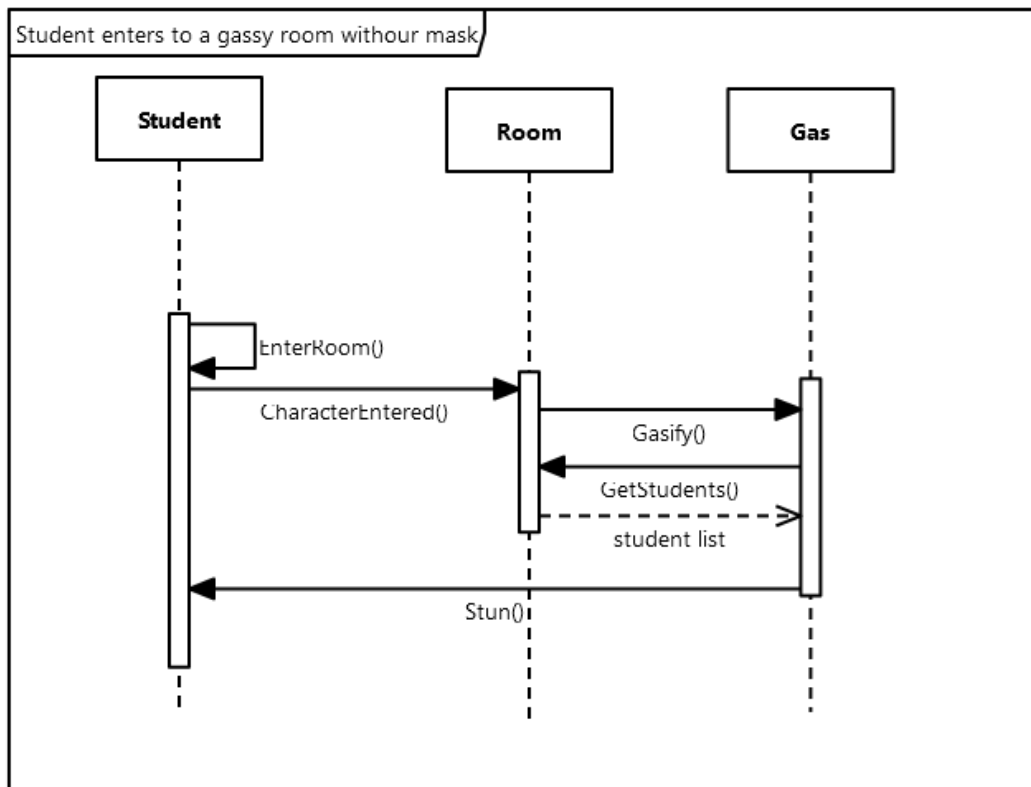 Student enters to a gassy room withour mask
Student
Room
Gas
EnterRoom()
CharacterEntered()
Gasify()
GetStudents()
student list
Stun()